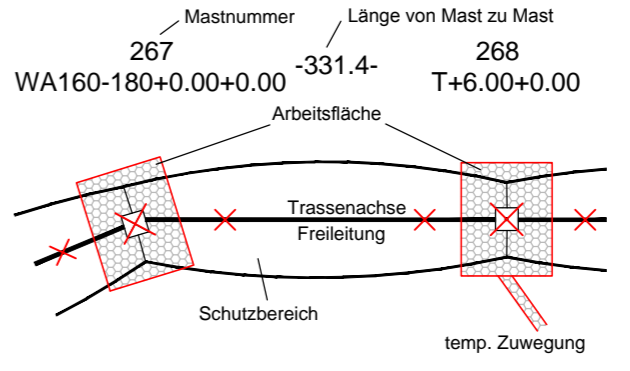 Mastnummer
Länge von Mast zu Mast
267
-331.4-
268
WA160-180+0.00+0.00
T+6.00+0.00
Arbeitsfläche
Trassenachse
Freileitung
Schutzbereich
temp. Zuwegung